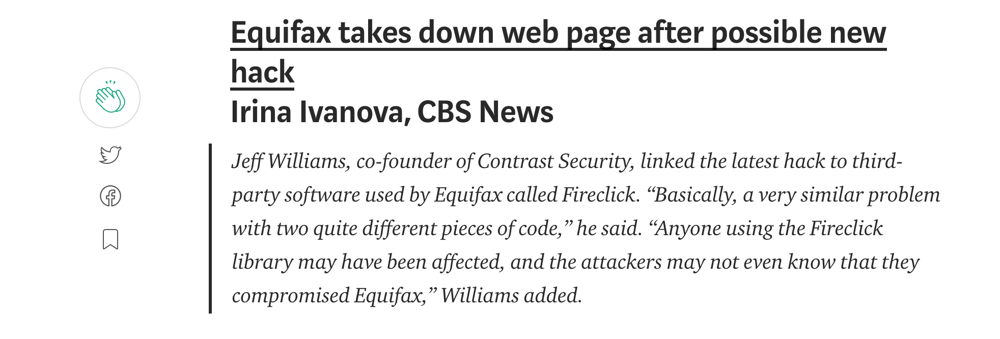 Equifax takes down web page after possible new
hack
Irina Ivanova, CBS News
Jeff Williams, co-founder of Contrast Security, linked the latest hack to third-
party software used by Equifax called Fireclick. “Basically, a very similar problem
with two quite different pieces of code,” he said. “Anyone using the Fireclick
library may have been affected, and the attackers may not even know that they
compromised Equifax,” Williams added.